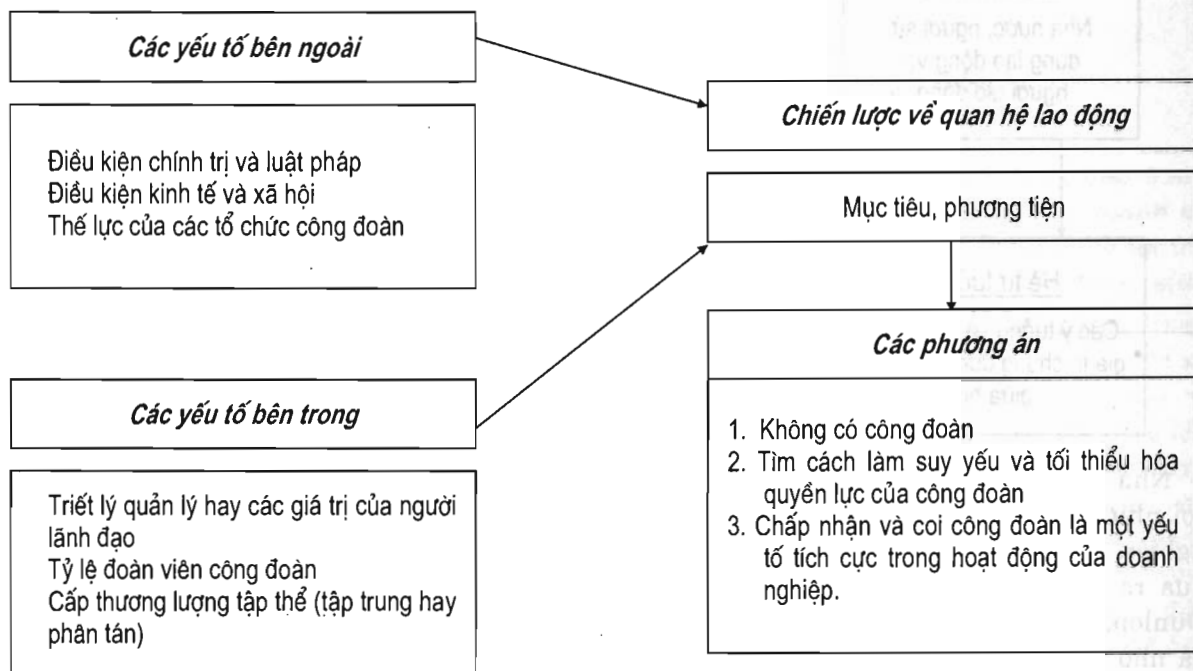 Các yếu tố bên ngoài
Điều kiện chính trị và luật pháp
Điều kiện kinh tế và xã hội
Thế lực của các tổ chức công đoàn
Các yếu tố bên trong
Triết lý quản lý hay các giá trị của người
lãnh đạo
Tỷ lệ đoàn viên công đoàn
Cấp thương lượng tập thể (tập trung hay
phân tán)
Chiến lược về quan hệ lao động
Mục tiêu, phương tiện
Các phương án
1. Không có công đoàn
2. Tìm cách làm suy yếu và tối thiểu hóa
quyền lực của công đoàn
3. Chấp nhận và coi công đoàn là một yếu
tố tích cực trong hoạt động của doanh
nghiệp.